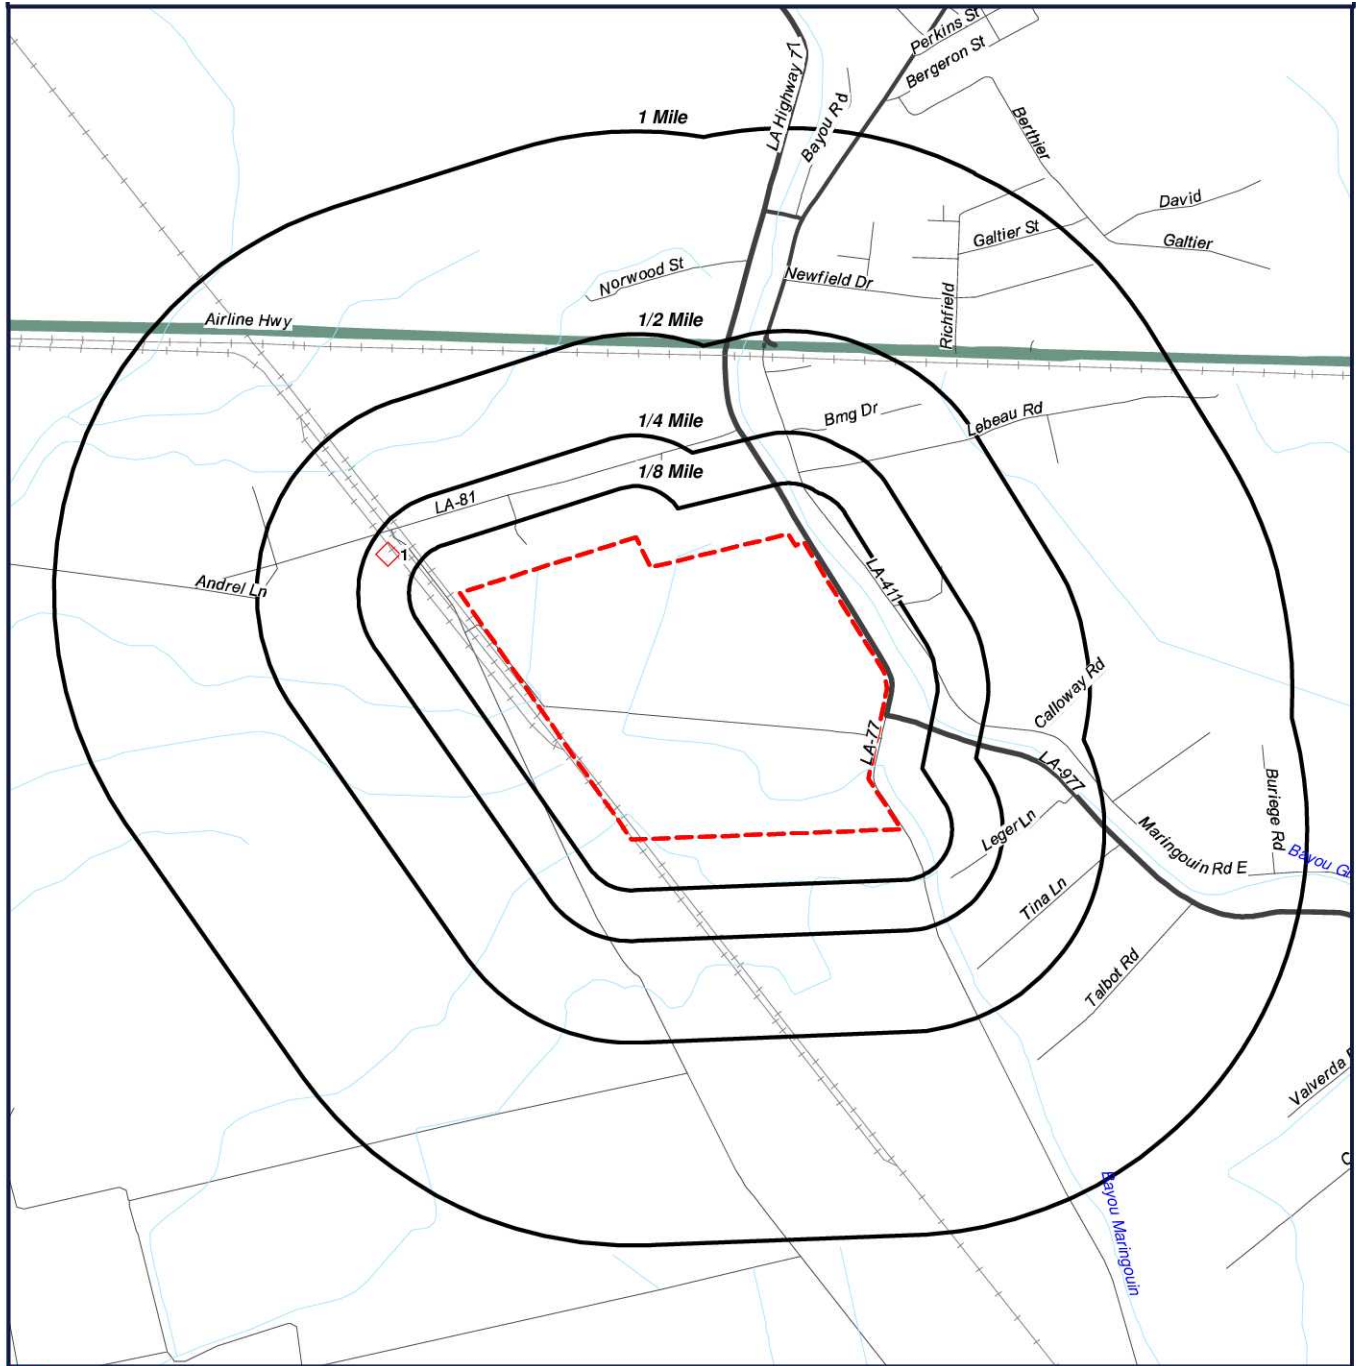 Perkins St
Bergeron St
LA Highway 77
Bayou Rd
1 Mile
Berthier
David
Galtier St
Galtier
Norwood St
Newfield Dr
Richfield
Airline Hwy
1/2 Mile
1/4 Mile
Bmg Dr
Lebeau Rd
1/8 Mile
LA-81
1
LA-411
Andrel Ln
Calloway Rd
LA-77
LA-977
Buriege Rd
Leger Ln
Maringouin Rd E
Bayou G
Tina Ln
Talbot Rd
Valverda
Bayou Maringouin